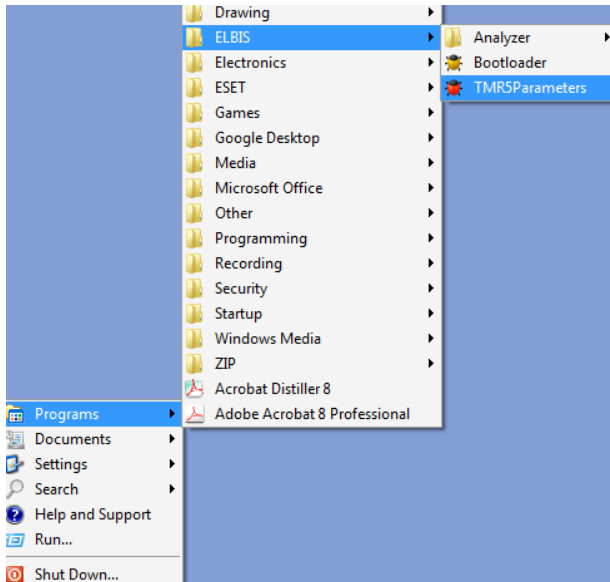 Drawing
ELBIS
Electronics
ESET
Games
Google Desktop
Media
Microsoft Office
Other
Programming
Recording
Security
Startup
Windows Media
ZIP
Acrobat Distiller 8
Adobe Acrobat 8 Professional
Analyzer
Bootloader
TMR5Parameters
Programs
Documents
Settings
Search
Help and Support
Run...
Shut Down...